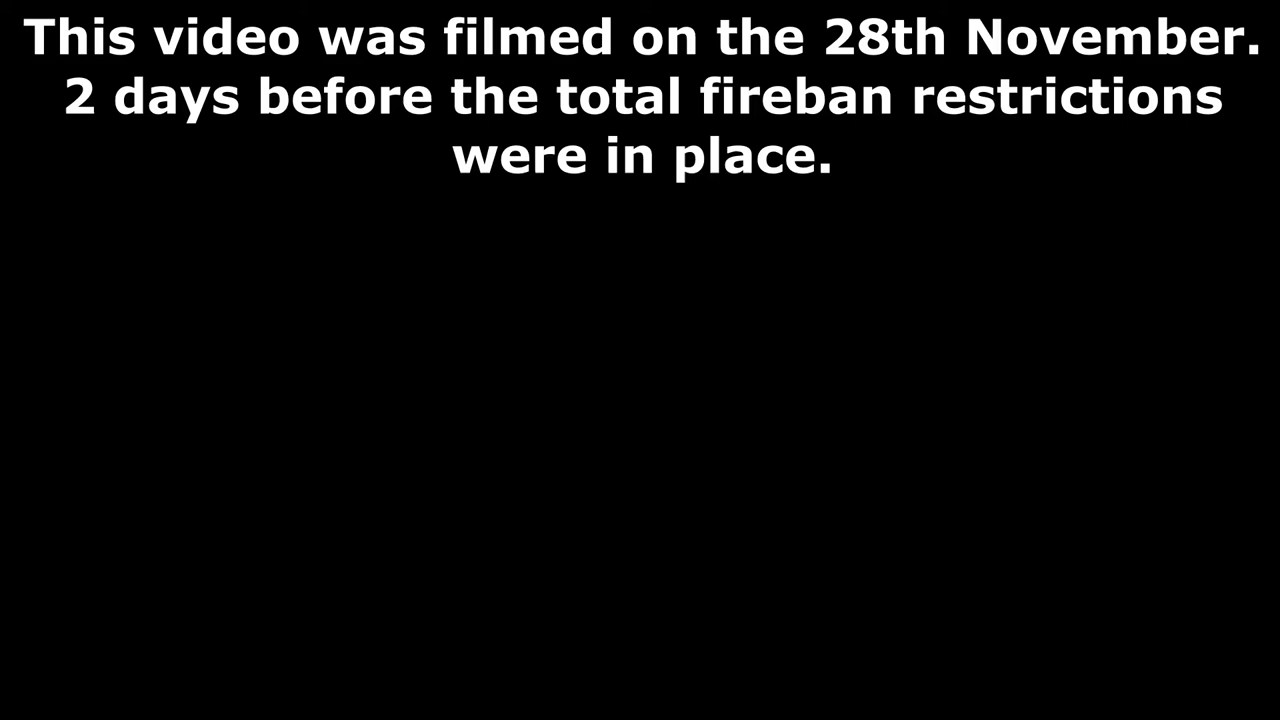 This video was filmed on the 28th November.
2 days before the total fireban restrictions
were in place.